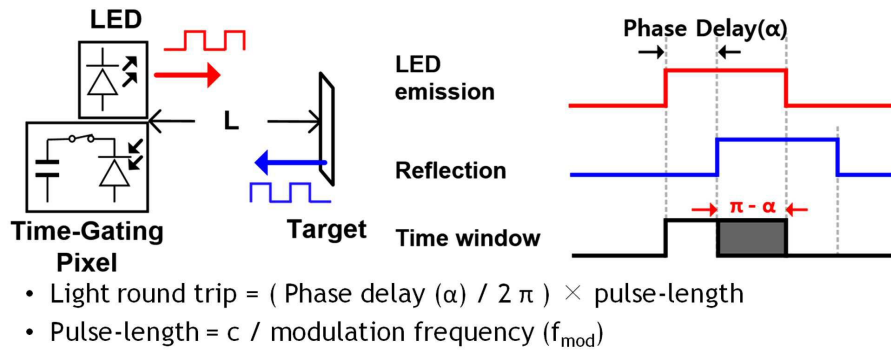 LED
L
Time-Gating
Pixel
Target
Phase Delay(α)
LED
emission
Reflection
π - α
Time window
• Light round trip = ( Phase delay (α) / 2 π ) × pulse-length
• Pulse-length = c / modulation frequency (fmod)